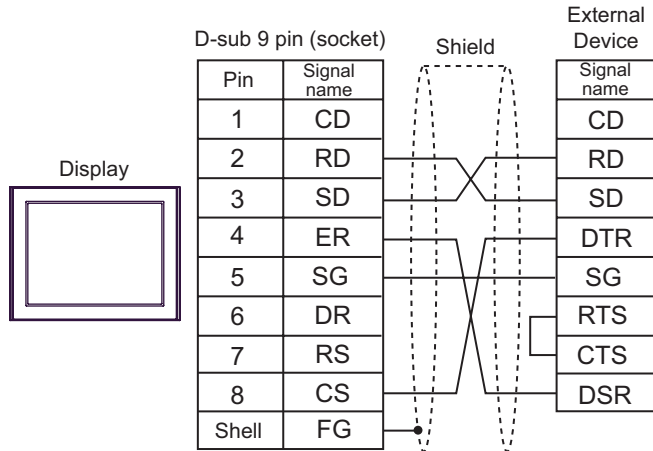 External
Device
D-sub 9 pin (socket)
Shield
Display
Pin Signal name
1 CD
2 RD
3 SD
4 ER
5 SG
6 DR
7 RS
8 CS
Shell FG
Signal name
CD
RD
SD
DTR
SG
RTS
CTS
DSR